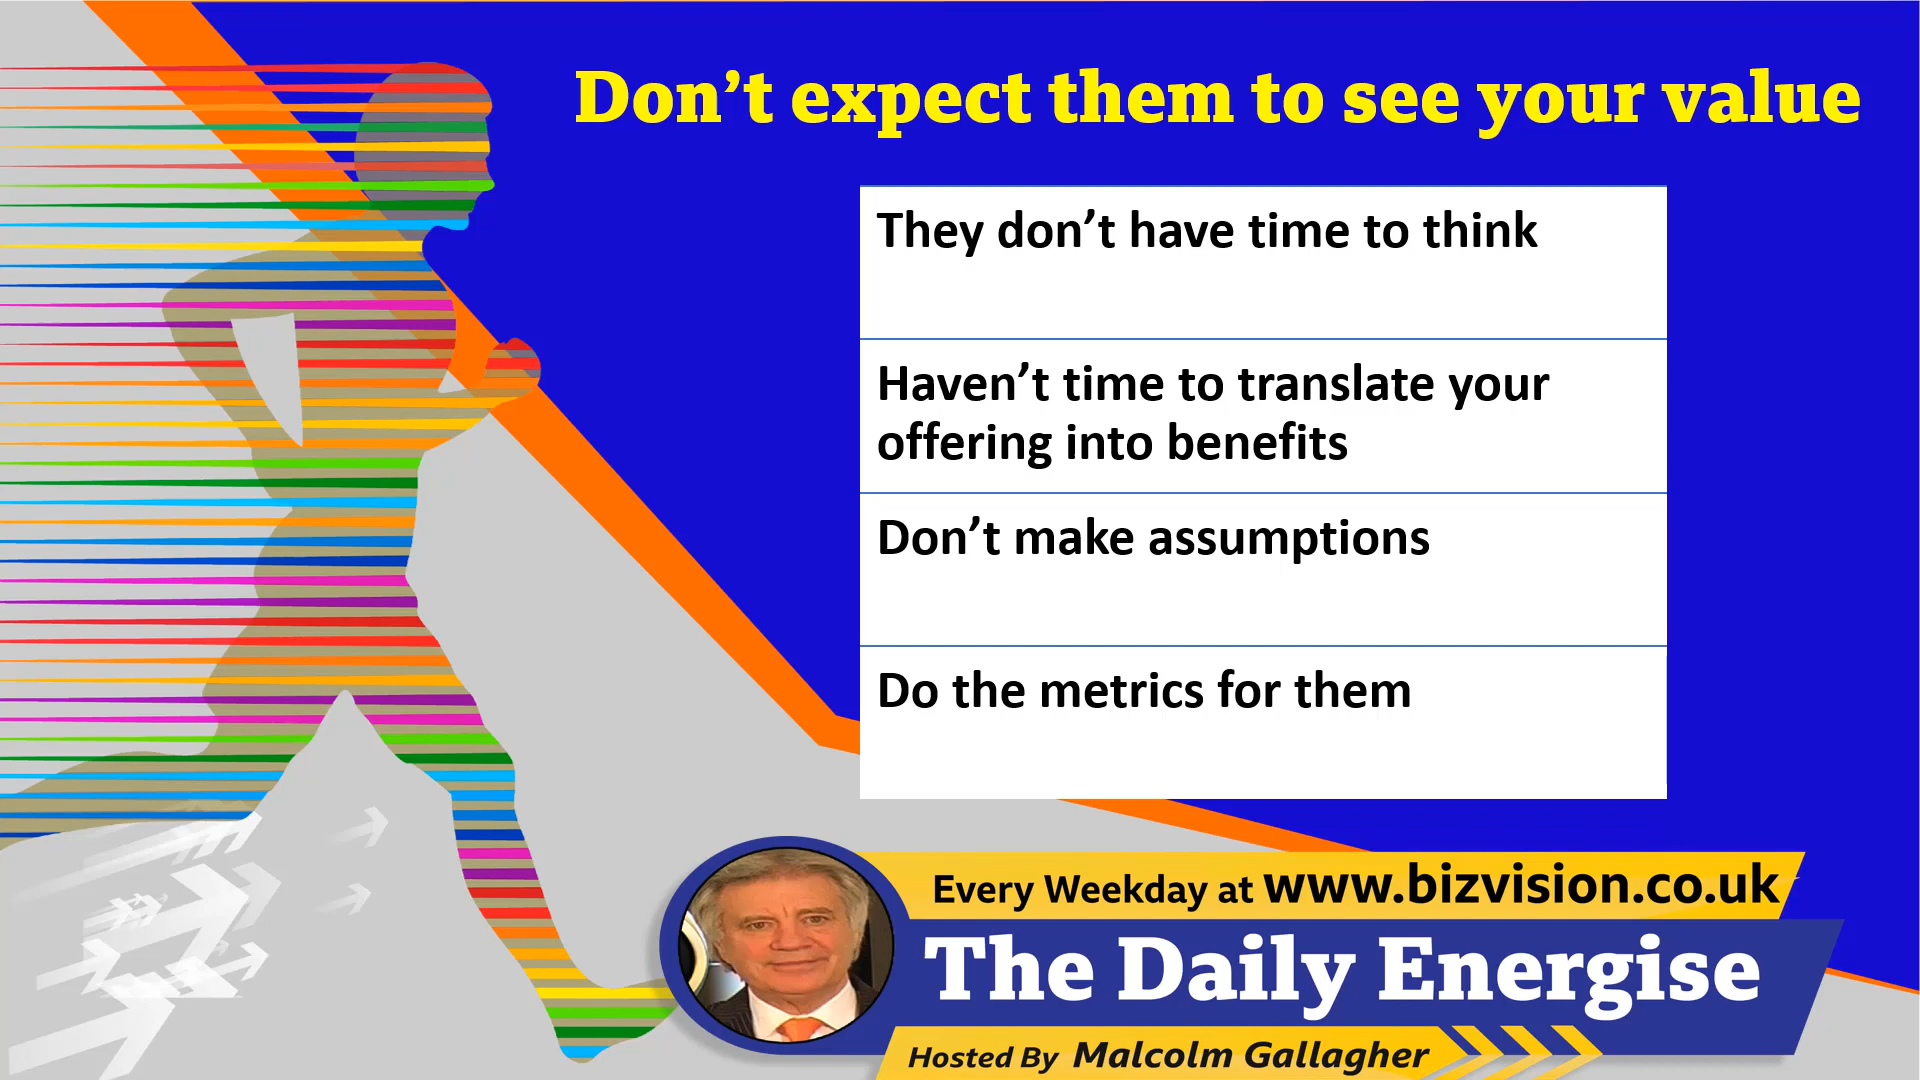 Don’t expect them to see your value
They don’t have time to think
Haven’t time to translate your
offering into benefits
Don’t make assumptions
Do the metrics for them
Every Weekday at www.bizvision.co.uk
The Daily Energise
Hosted By Malcolm Gallagher